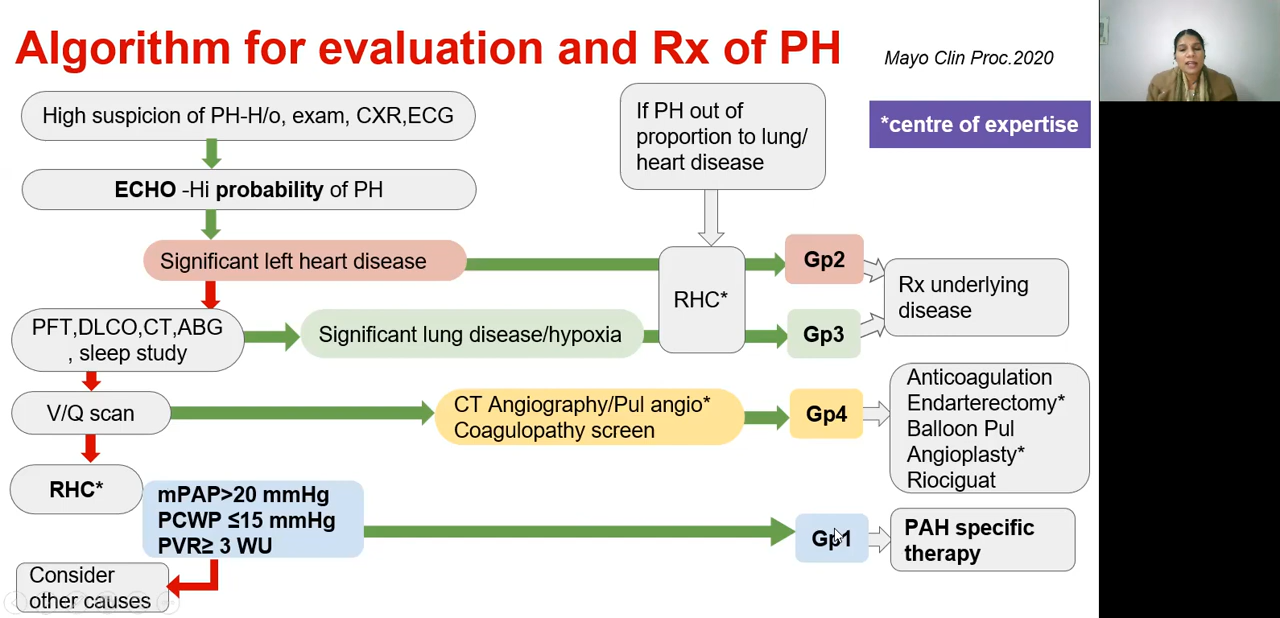 Algorithm for evaluation and Rx of PH
Mayo Clin Proc.2020
*centre of expertise
High suspicion of PH-H/o, exam, CXR,ECG
If PH out of
proportion to lung/
heart disease
ECHO -Hi probability of PH
Significant left heart disease
RHC*
Gp2
Rx underlying
disease
PFT,DLCO,CT,ABG
, sleep study
Significant lung disease/hypoxia
Gp3
V/Q scan
CT Angiography/Pul angio*
Coagulopathy screen
Gp4
Anticoagulation
Endarterectomy*
Balloon Pul
Angioplasty*
Riociguat
RHC*
mPAP>20 mmHg
PCWP ≤15 mmHg
PVR≥ 3 WU
Gp1
PAH specific
therapy
Consider
other causes